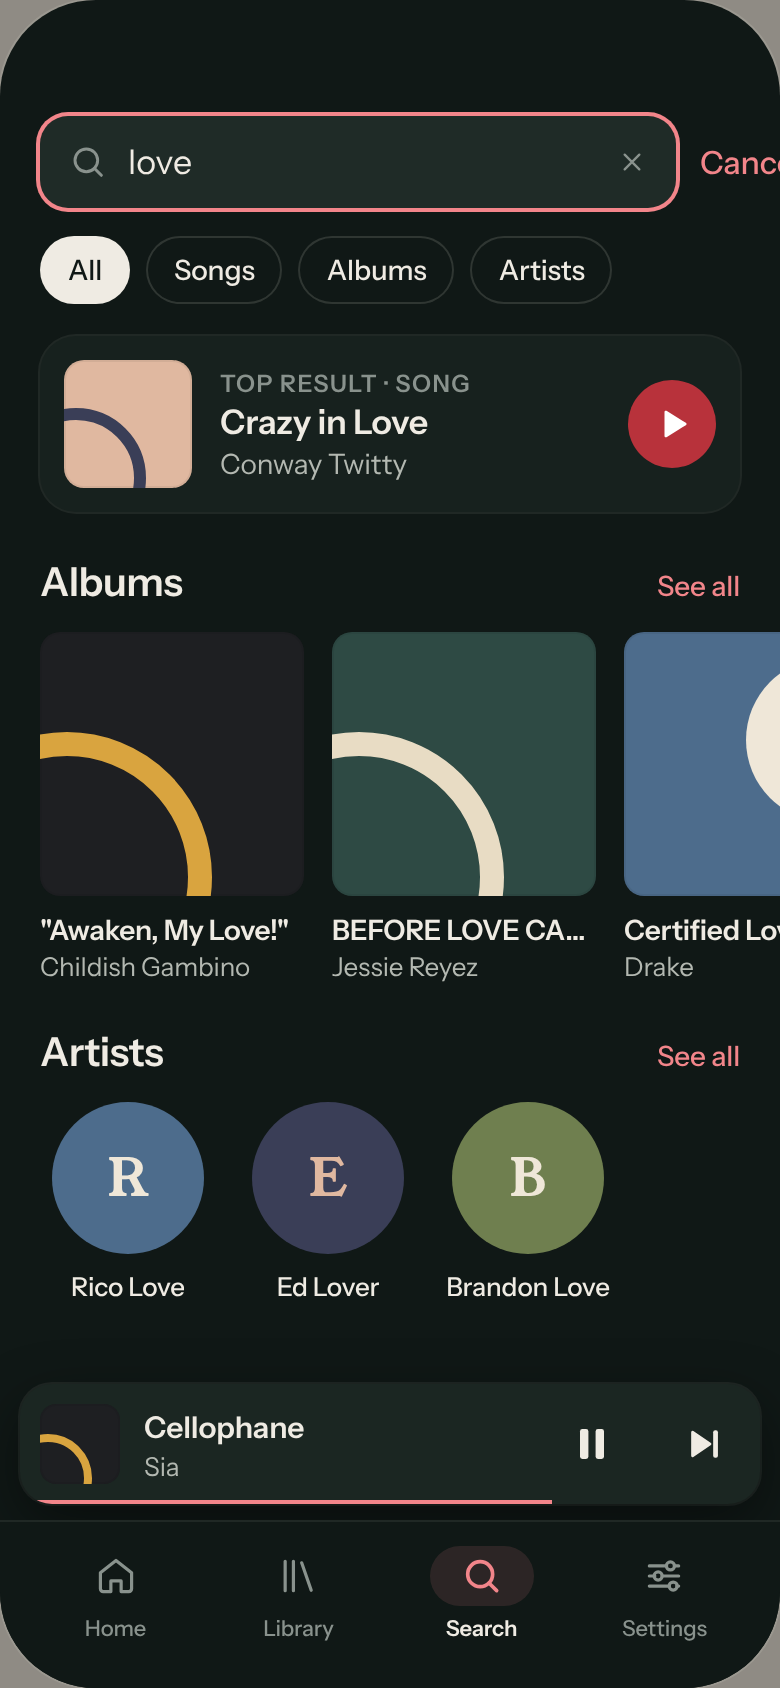 love
Canc
All
Songs
Albums
Artists
TOP RESULT · SONG
Crazy in Love
Conway Twitty
Albums
See all
"Awaken, My Love!"
Childish Gambino
BEFORE LOVE CA...
Jessie Reyez
Certified Lov
Drake
Artists
See all
R
E
B
Rico Love
Ed Lover
Brandon Love
Cellophane
Sia
Home
Library
Search
Settings